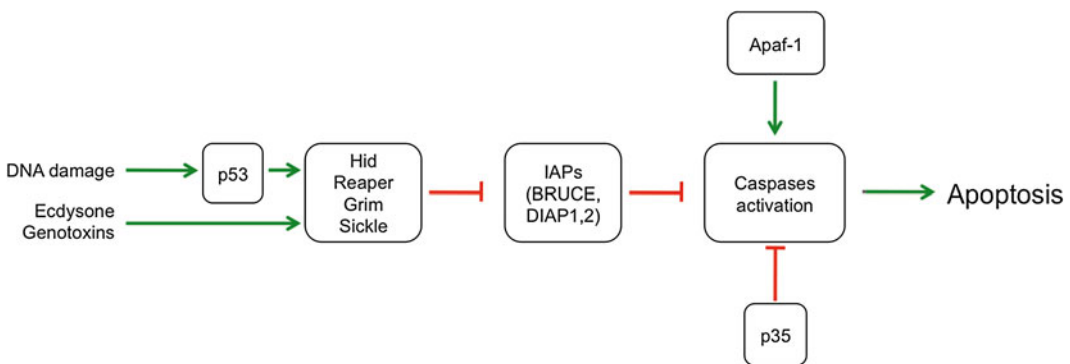 Apaf-1
DNA damage
p53
Hid
Reaper
Grim
Sickle
Ecdysone
Genotoxins
IAPs
(BRUCE,
DIAP1,2)
Caspases
activation
Apoptosis
p35